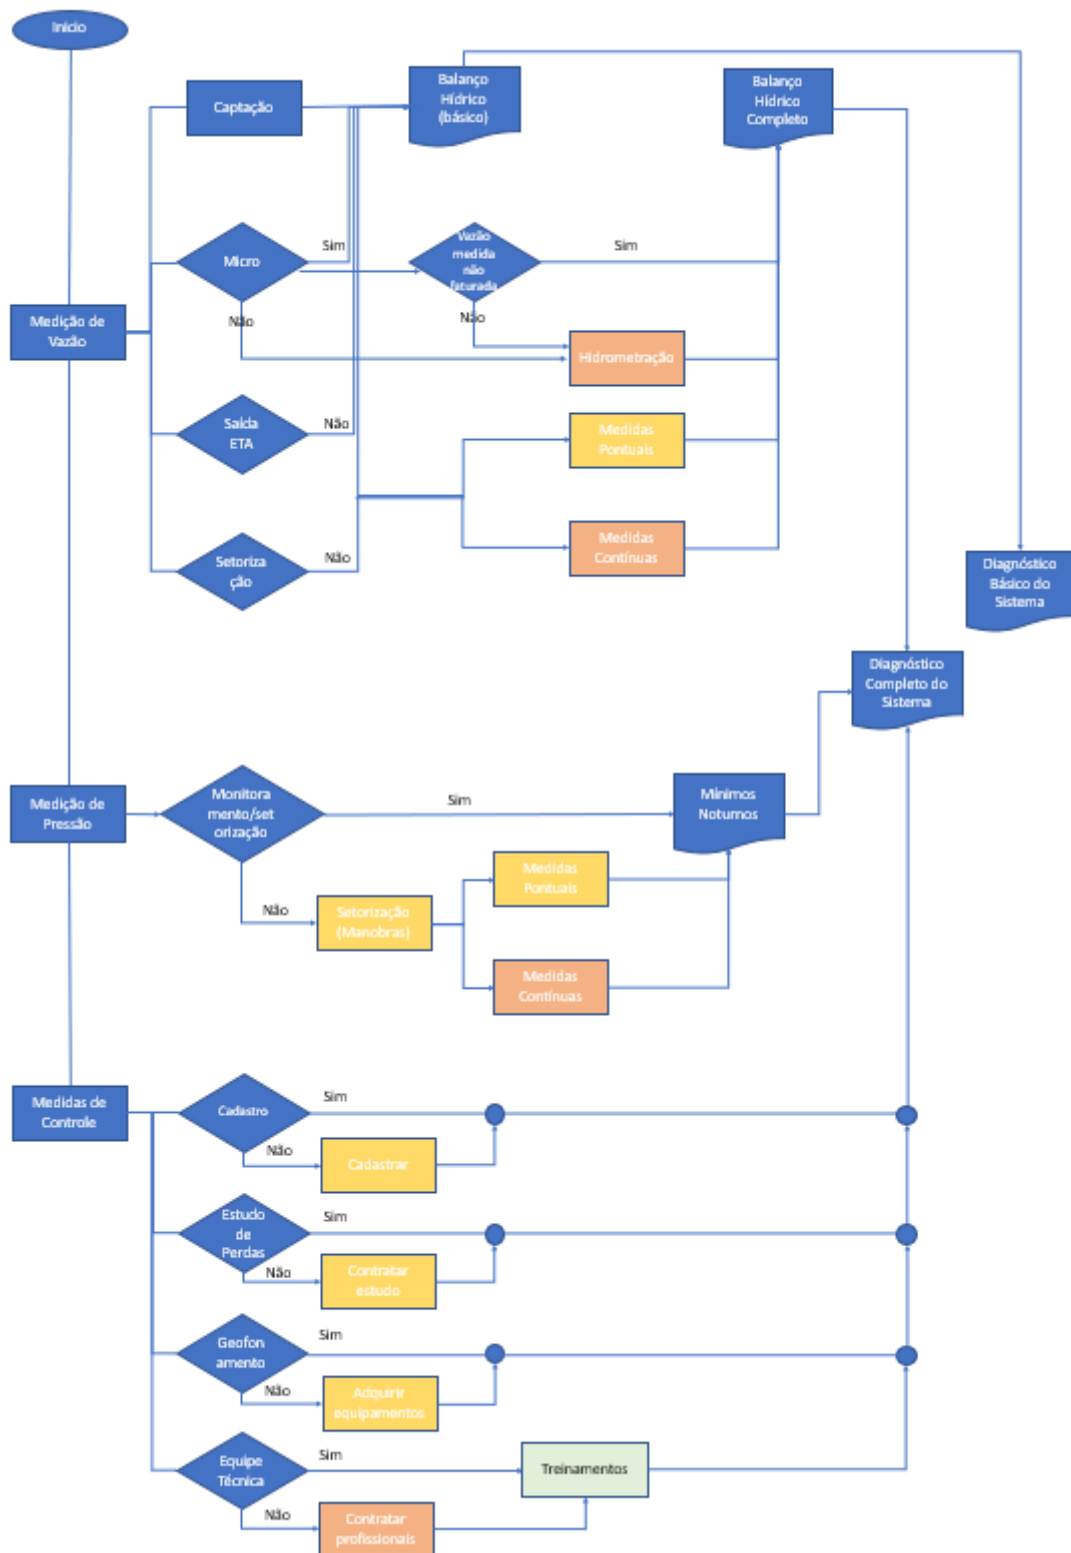 Início
Captação
Balanço
Hídrico
(básico)
Balanço
Hídrico
Completo
Micro
Sim
Vazão
medida
não
faturada
Sim
Medição de
Vazão
Não
Não
Hidrometração
Saída
ETA
Não
Medidas
Pontuais
Setoriza
ção
Não
Medidas
Contínuas
Diagnóstico
Básico do
Sistema
Diagnóstico
Completo do
Sistema
Medição de
Pressão
Monitora
mento/set
orização
Sim
Mínimos
Noturnos
Não
Setorização
(Manobras)
Medidas
Pontuais
Medidas
Contínuas
Medidas de
Controle
Cadastro
Sim
Não
Cadastrar
Estudo
de
Perdas
Sim
Não
Contratar
estudo
Geofon
amento
Sim
Não
Adquirir
equipamentos
Equipe
Técnica
Sim
Treinamentos
Não
Contratar
profissionais